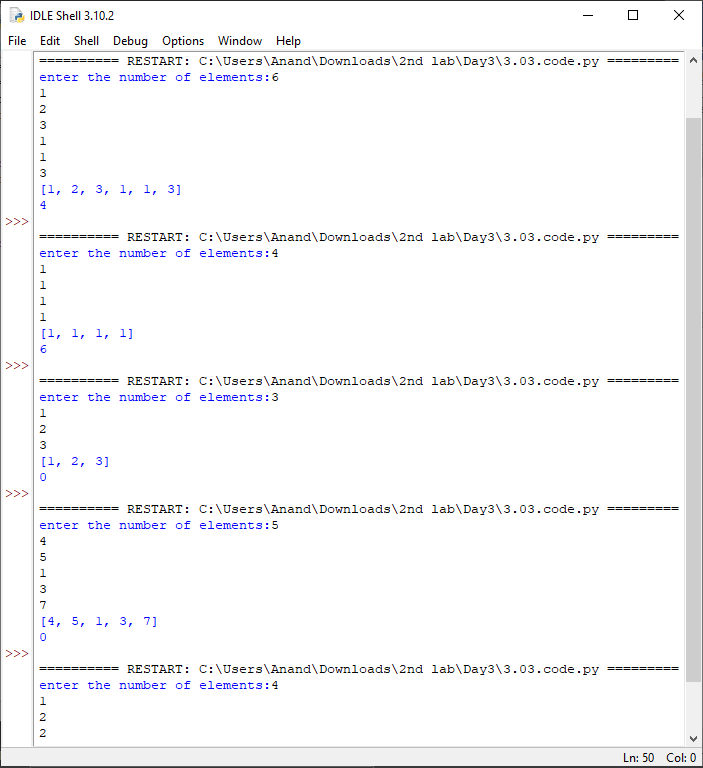 IDLE Shell 3.10.2
File Edit Shell Debug Options Window Help
========== RESTART: C:\Users\Anand\Downloads\2nd lab\Day3\3.03.code.py =========
enter the number of elements:6
1
2
3
1
1
3
[1, 2, 3, 1, 1, 3]
4
>>>
========== RESTART: C:\Users\Anand\Downloads\2nd lab\Day3\3.03.code.py =========
enter the number of elements:4
1
1
1
1
[1, 1, 1, 1]
6
>>>
========== RESTART: C:\Users\Anand\Downloads\2nd lab\Day3\3.03.code.py =========
enter the number of elements:3
1
2
3
[1, 2, 3]
0
>>>
========== RESTART: C:\Users\Anand\Downloads\2nd lab\Day3\3.03.code.py =========
enter the number of elements:5
4
5
1
3
7
[4, 5, 1, 3, 7]
0
>>>
========== RESTART: C:\Users\Anand\Downloads\2nd lab\Day3\3.03.code.py =========
enter the number of elements:4
1
2
2
Ln: 50 Col: 0